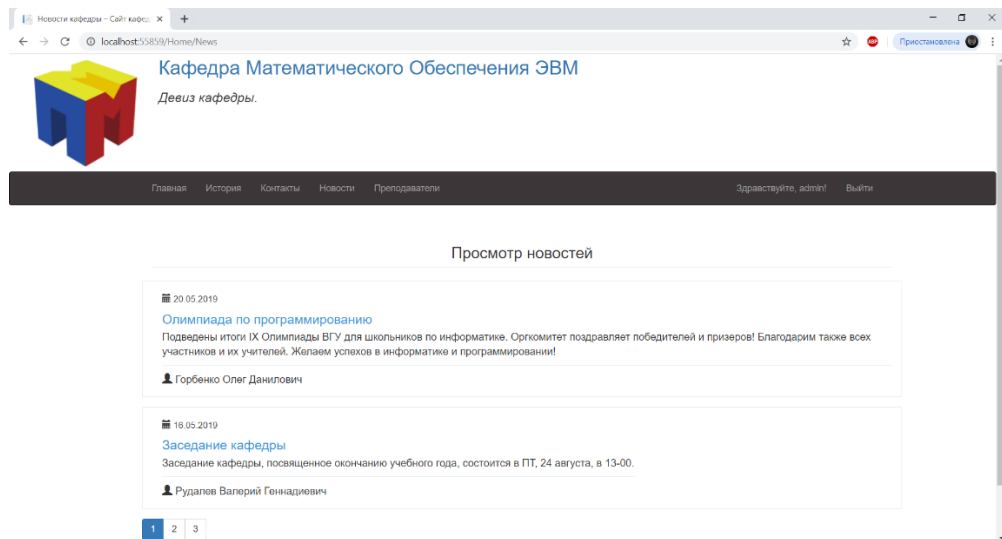 Новости кафедры – Сайт кафед
localhost:55859/Home/News
ABP
Приостановлена
Кафедра Математического Обеспечения ЭВМ
Девиз кафедры.
Главная История Контакты Новости Преподаватели Здравствуйте, admin! Выйти
Просмотр новостей
20.05.2019
Олимпиада по программированию
Подведены итоги IX Олимпиады ВГУ для школьников по информатике. Оргкомитет поздравляет победителей и призеров! Благодарим также всех
участников и их учителей. Желаем успехов в информатике и программировании!
Горбенко Олег Данилович
16.05.2019
Заседание кафедры
Заседание кафедры, посвященное окончанию учебного года, состоится в ПТ, 24 августа, в 13-00.
Рудалев Валерий Геннадиевич
1 2 3